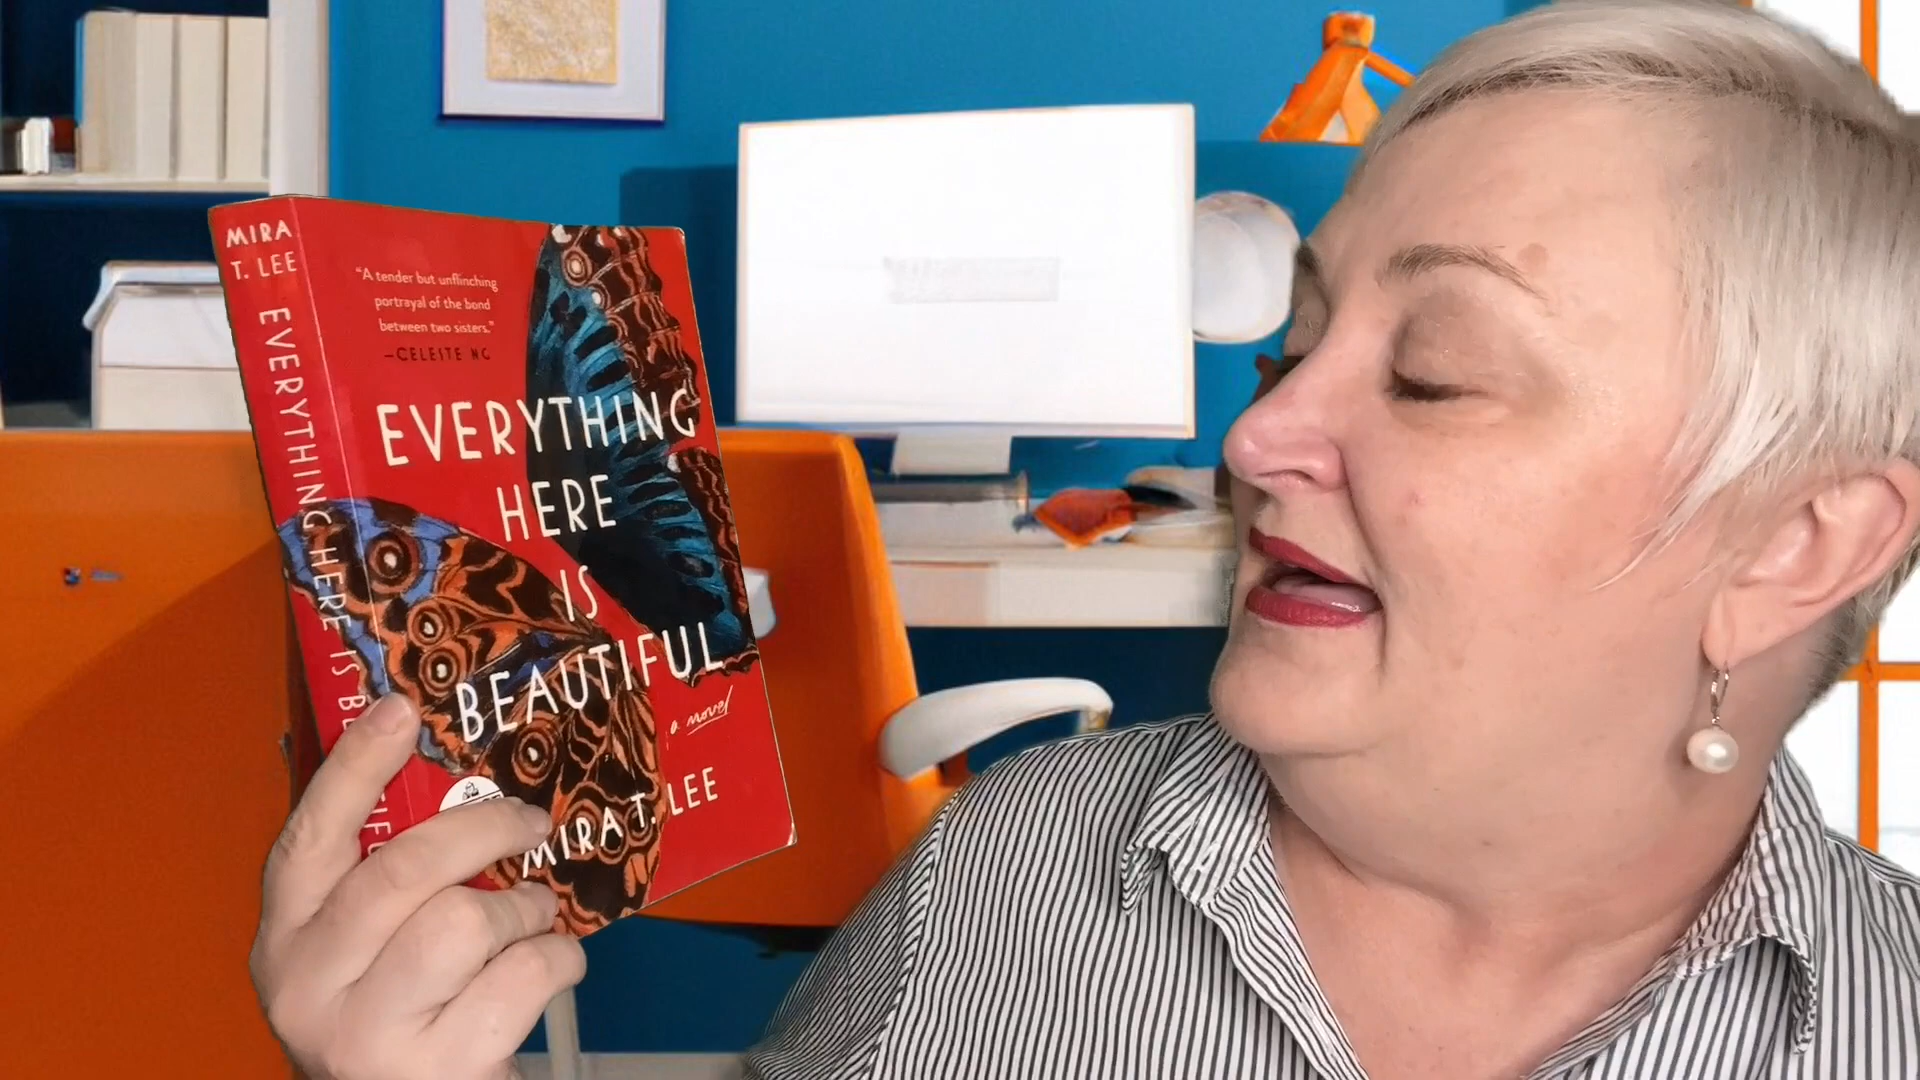 MIRA
T. LEE
EVERYTHING HERE IS
“A tender but unflinching
portrayal of the bond
between two sisters.”
—CELESTE NG
EVERYTHING
HERE
IS
BEAUTIFUL
a novel
MIRA T. LEE